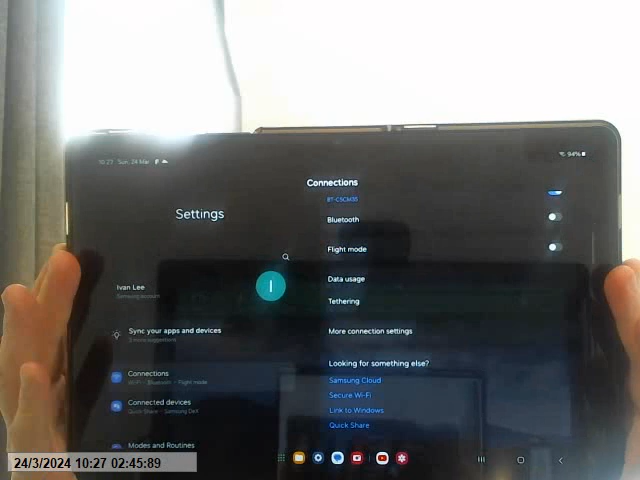 10:27 Sun, 24 Mar
94%
Settings
Ivan Lee
Samsung account
Sync your apps and devices
3 more suggestions
Connections
Wi-Fi • Bluetooth • Flight mode
Connected devices
Quick Share • Samsung DeX
Modes and Routines
Connections
Bluetooth
Flight mode
Data usage
Tethering
More connection settings
Looking for something else?
Samsung Cloud
Secure Wi-Fi
Link to Windows
Quick Share
24/3/2024 10:27 02:45:89